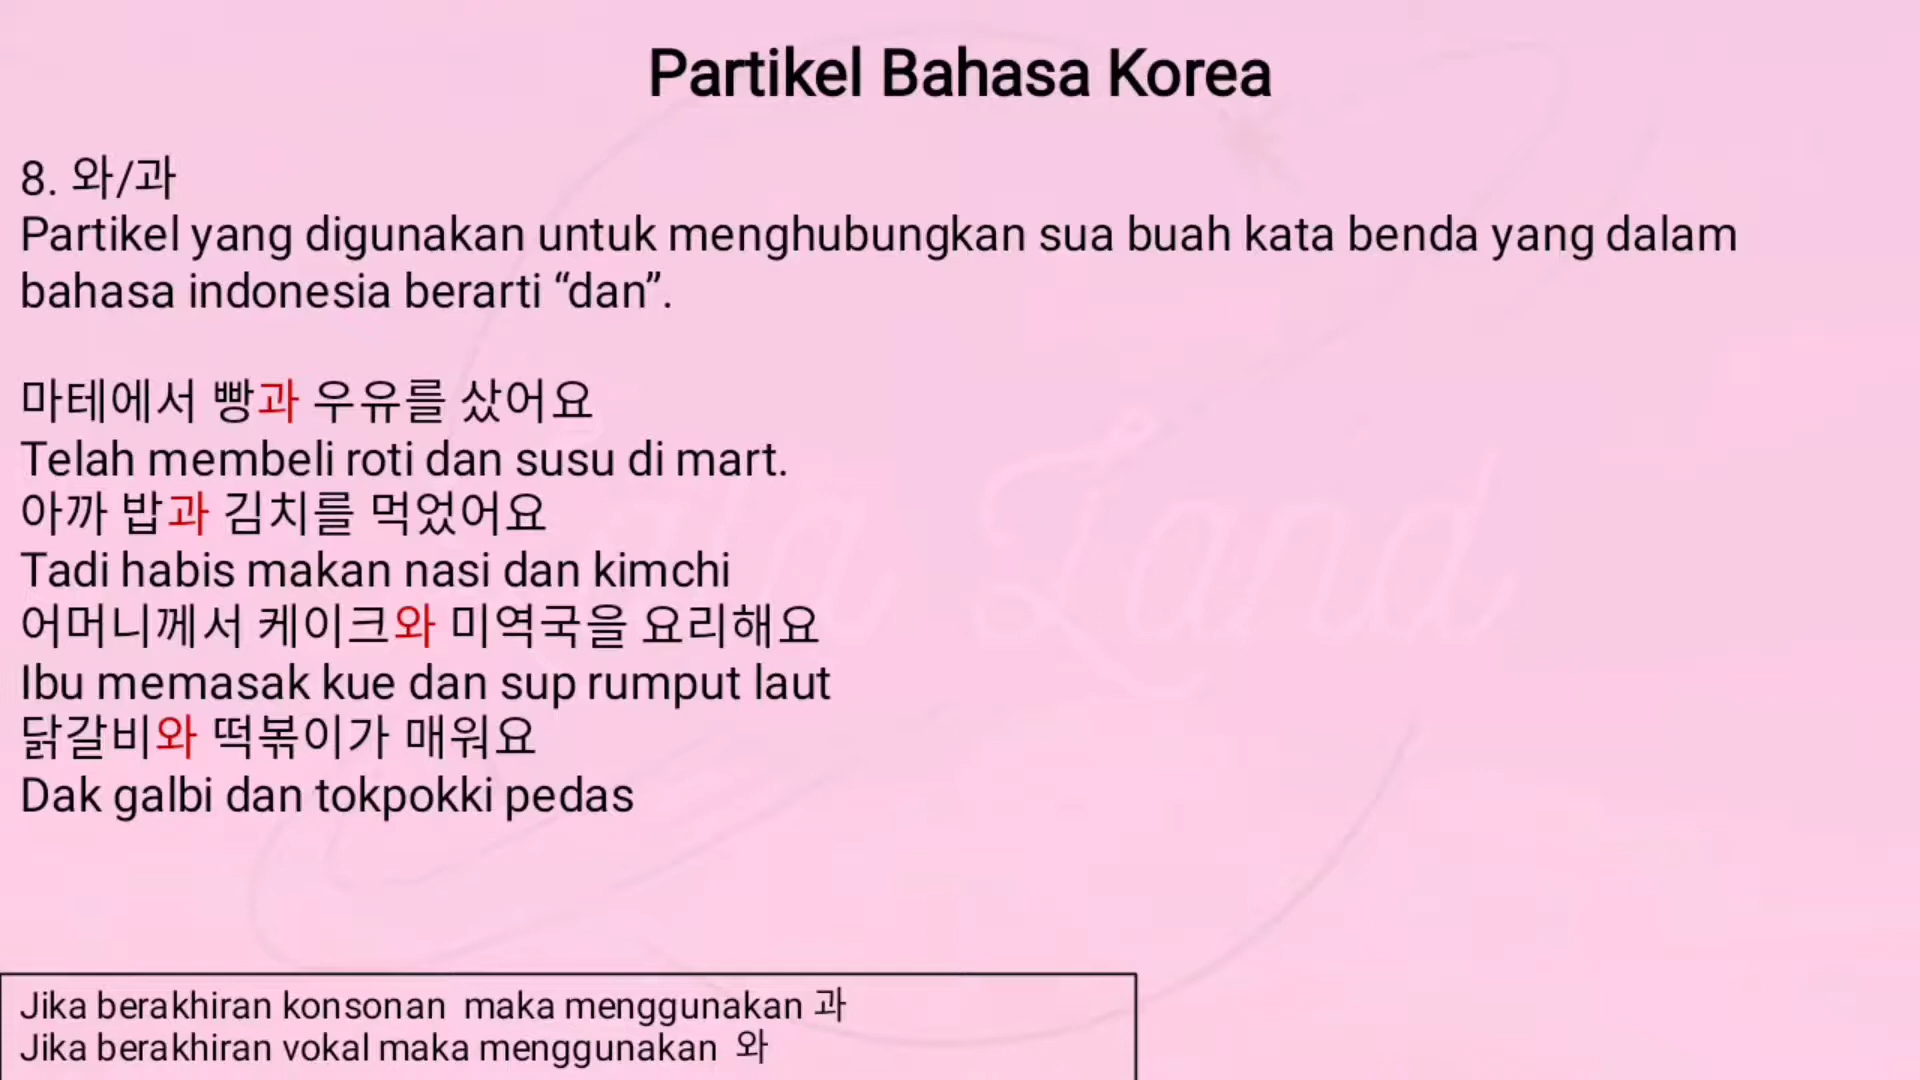 Partikel Bahasa Korea
8. 와/과
Partikel yang digunakan untuk menghubungkan sua buah kata benda yang dalam
bahasa indonesia berarti “dan”.
마테에서 빵과 우유를 샀어요
Telah membeli roti dan susu di mart.
아까 밥과 김치를 먹었어요
Tadi habis makan nasi dan kimchi
어머니께서 케이크와 미역국을 요리해요
Ibu memasak kue dan sup rumput laut
닭갈비와 떡볶이가 매워요
Dak galbi dan tokpokki pedas
Jika berakhiran konsonan maka menggunakan 과
Jika berakhiran vokal maka menggunakan 와